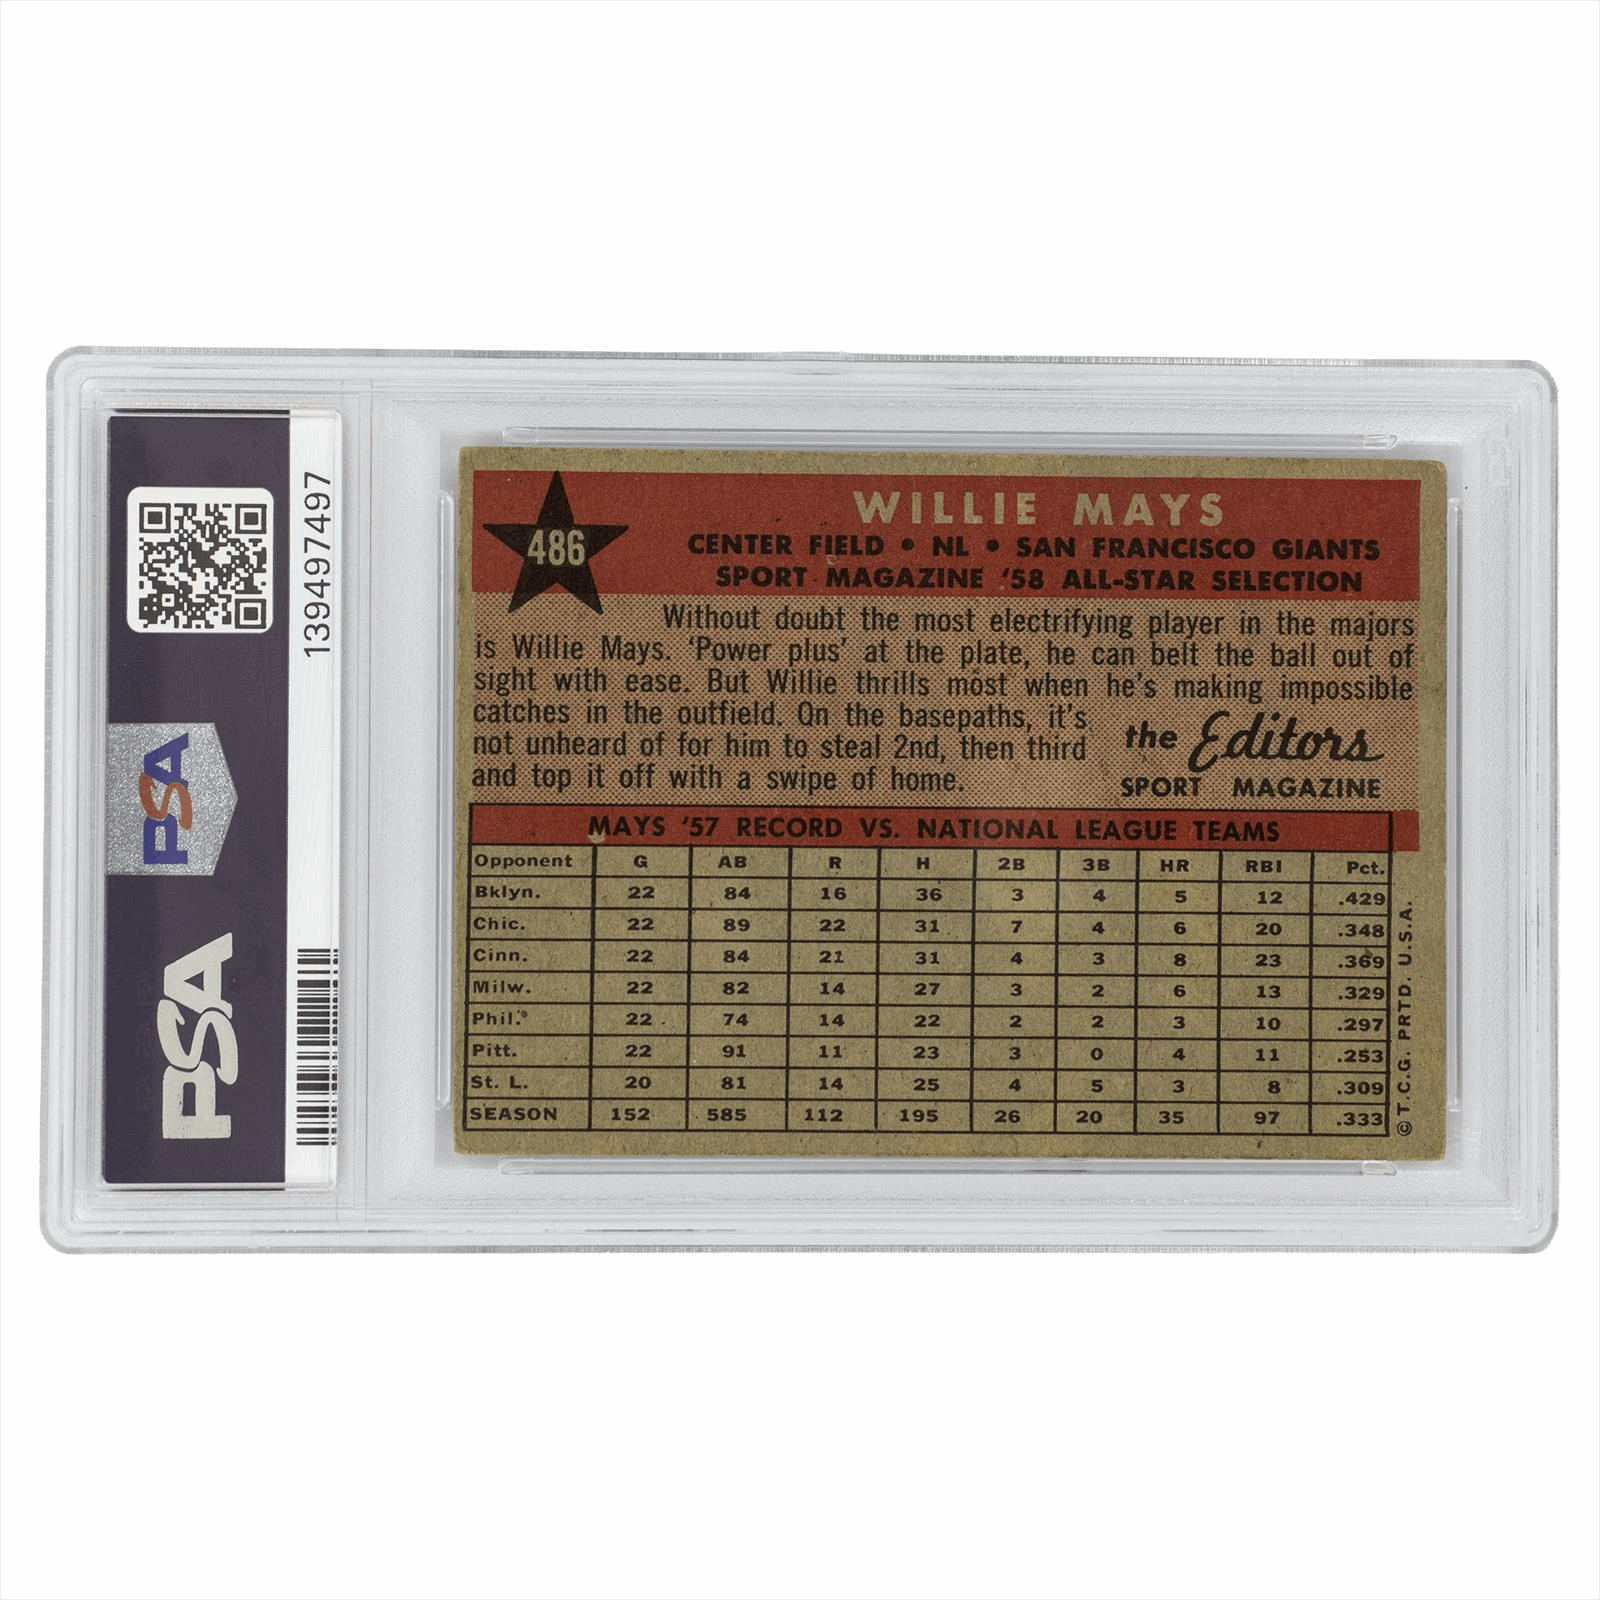 139497497
PSA
PSA
486
WILLIE MAYS
CENTER FIELD • NL • SAN FRANCISCO GIANTS
SPORT MAGAZINE '58 ALL-STAR SELECTION
Without doubt the most electrifying player in the majors
is Willie Mays. 'Power plus' at the plate, he can belt the ball out of
sight with ease. But Willie thrills most when he's making impossible
catches in the outfield. On the basepaths, it's
not unheard of for him to steal 2nd, then third
and top it off with a swipe of home.
the Editors
SPORT MAGAZINE
MAYS '57 RECORD VS. NATIONAL LEAGUE TEAMS
Opponent G AB R H 2B 3B HR RBI Pct.
Bklyn. 22 84 16 36 3 4 5 12 .429
Chic. 22 89 22 31 7 4 6 20 .348
Cinn. 22 84 21 31 4 3 8 23 .369
Milw. 22 82 14 27 3 2 6 13 .329
Phil. 22 74 14 22 2 2 3 10 .297
Pitt. 22 91 11 23 3 0 4 11 .253
St. L. 20 81 14 25 4 5 3 8 .309
SEASON 152 585 112 195 26 20 35 97 .333
© T.C.G. PRTD. U.S.A.